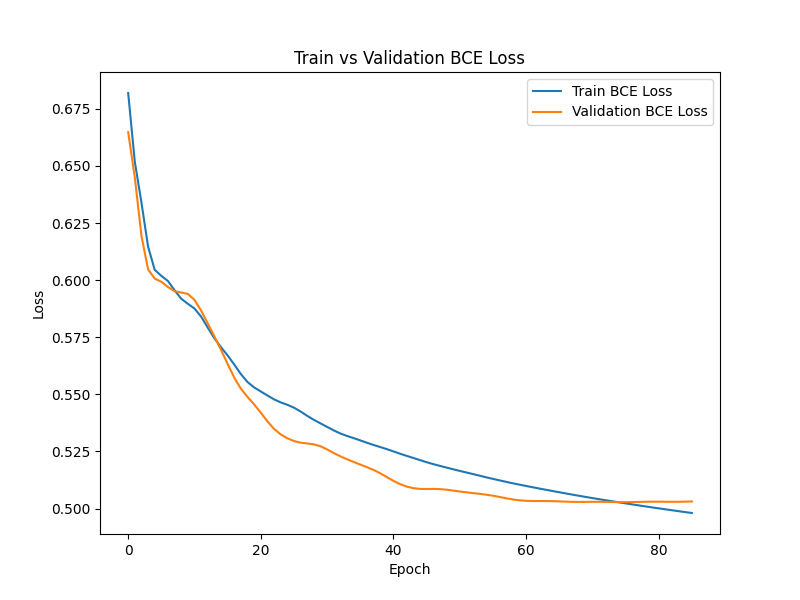 Train vs Validation BCE Loss
Train BCE Loss
Validation BCE Loss
0.675
0.650
0.625
0.600
0.575
0.550
0.525
0.500
Loss
0 20 40 60 80
Epoch